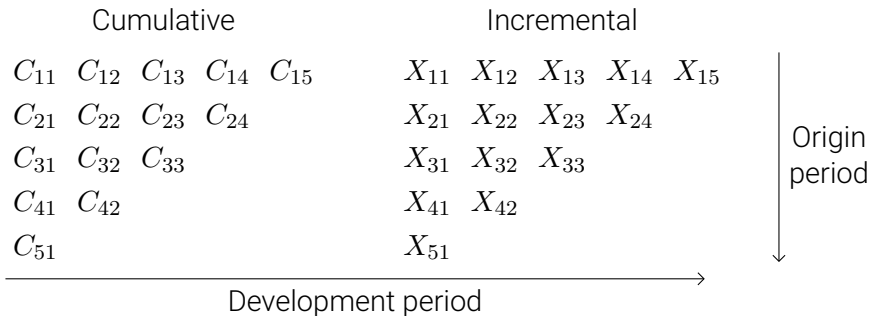 Cumulative Incremental
C₁₁ C₁₂ C₁₃ C₁₄ C₁₅ X₁₁ X₁₂ X₁₃ X₁₄ X₁₅
C₂₁ C₂₂ C₂₃ C₂₄ X₂₁ X₂₂ X₂₃ X₂₄
C₃₁ C₃₂ C₃₃ X₃₁ X₃₂ X₃₃
C₄₁ C₄₂ X₄₁ X₄₂
C₅₁ X₅₁
Origin
period
Development period